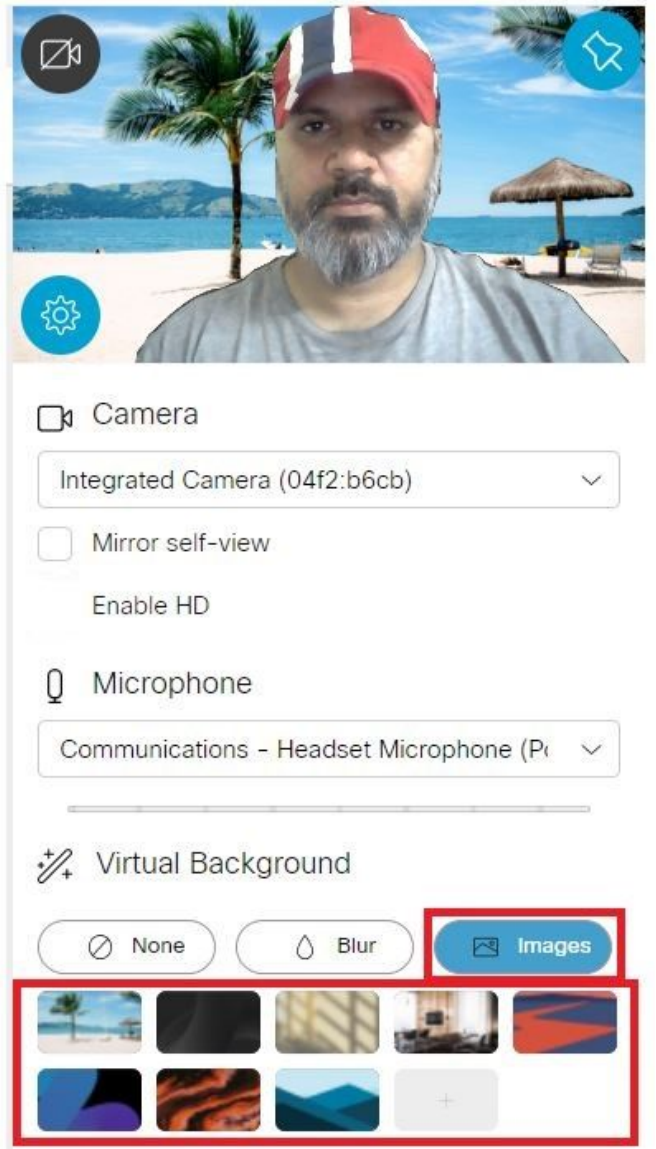 Camera
Integrated Camera (04f2:b6cb)
Mirror self-view
Enable HD
Microphone
Communications - Headset Microphone (Po
Virtual Background
None
Blur
Images